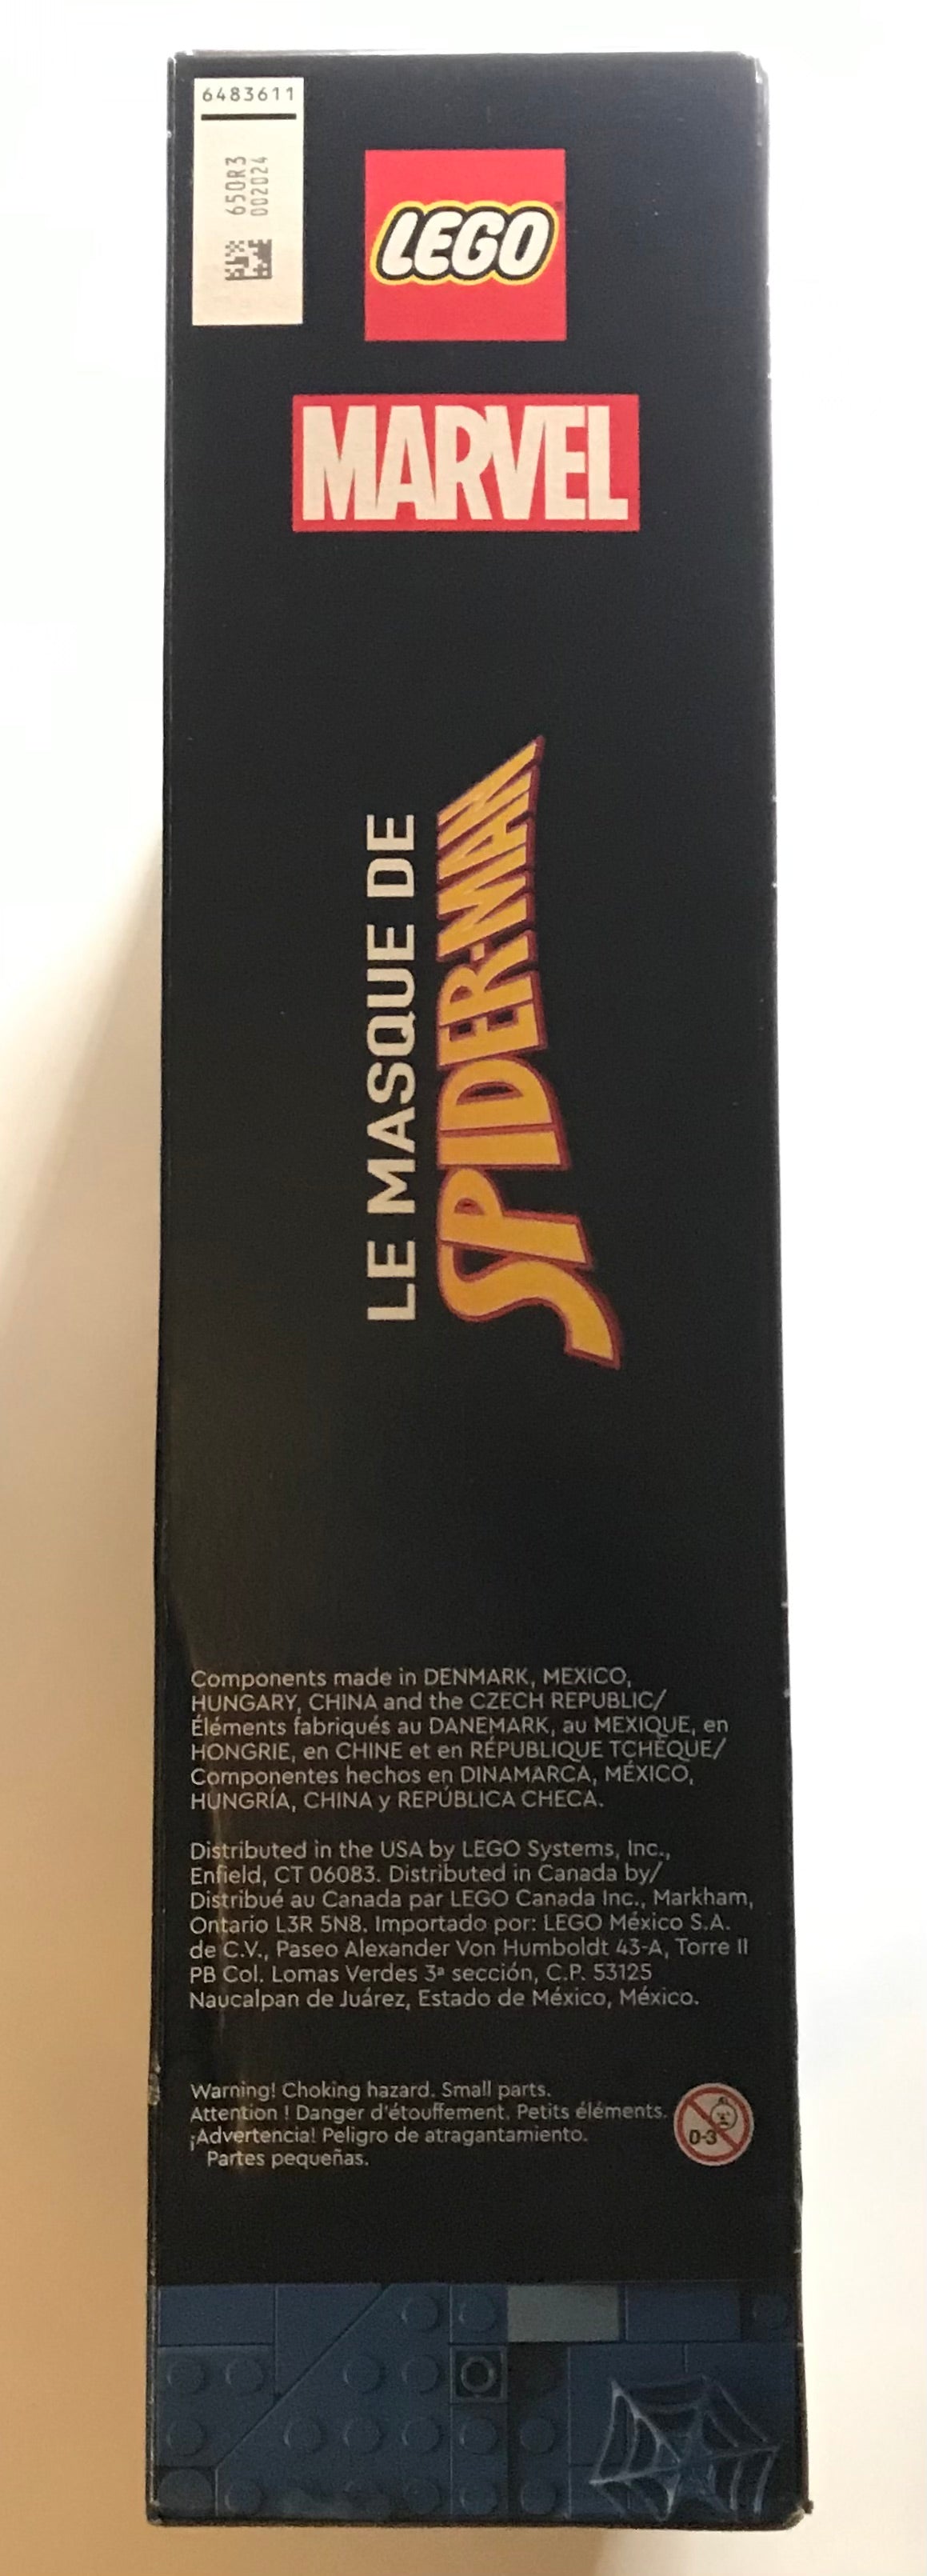 6483611
650R3
002024
LEGO
MARVEL
LE MASQUE DE
SPIDER-MAN
Components made in DENMARK, MEXICO,
HUNGARY, CHINA and the CZECH REPUBLIC/
Éléments fabriqués au DANEMARK, au MEXIQUE, en
HONGRIE, en CHINE et en RÉPUBLIQUE TCHÈQUE/
Componentes hechos en DINAMARCA, MÉXICO,
HUNGRÍA, CHINA y REPÚBLICA CHECA.
Distributed in the USA by LEGO Systems, Inc.,
Enfield, CT 06083. Distributed in Canada by/
Distribué au Canada par LEGO Canada Inc., Markham,
Ontario L3R 5N8. Importado por: LEGO México S.A.
de C.V., Paseo Alexander Von Humboldt 43-A, Torre II
PB Col. Lomas Verdes 3ª sección, C.P. 53125
Naucalpan de Juárez, Estado de México, México.
Warning! Choking hazard. Small parts.
Attention ! Danger d'étouffement. Petits éléments.
¡Advertencia! Peligro de atragantamiento.
Partes pequeñas.
0-3